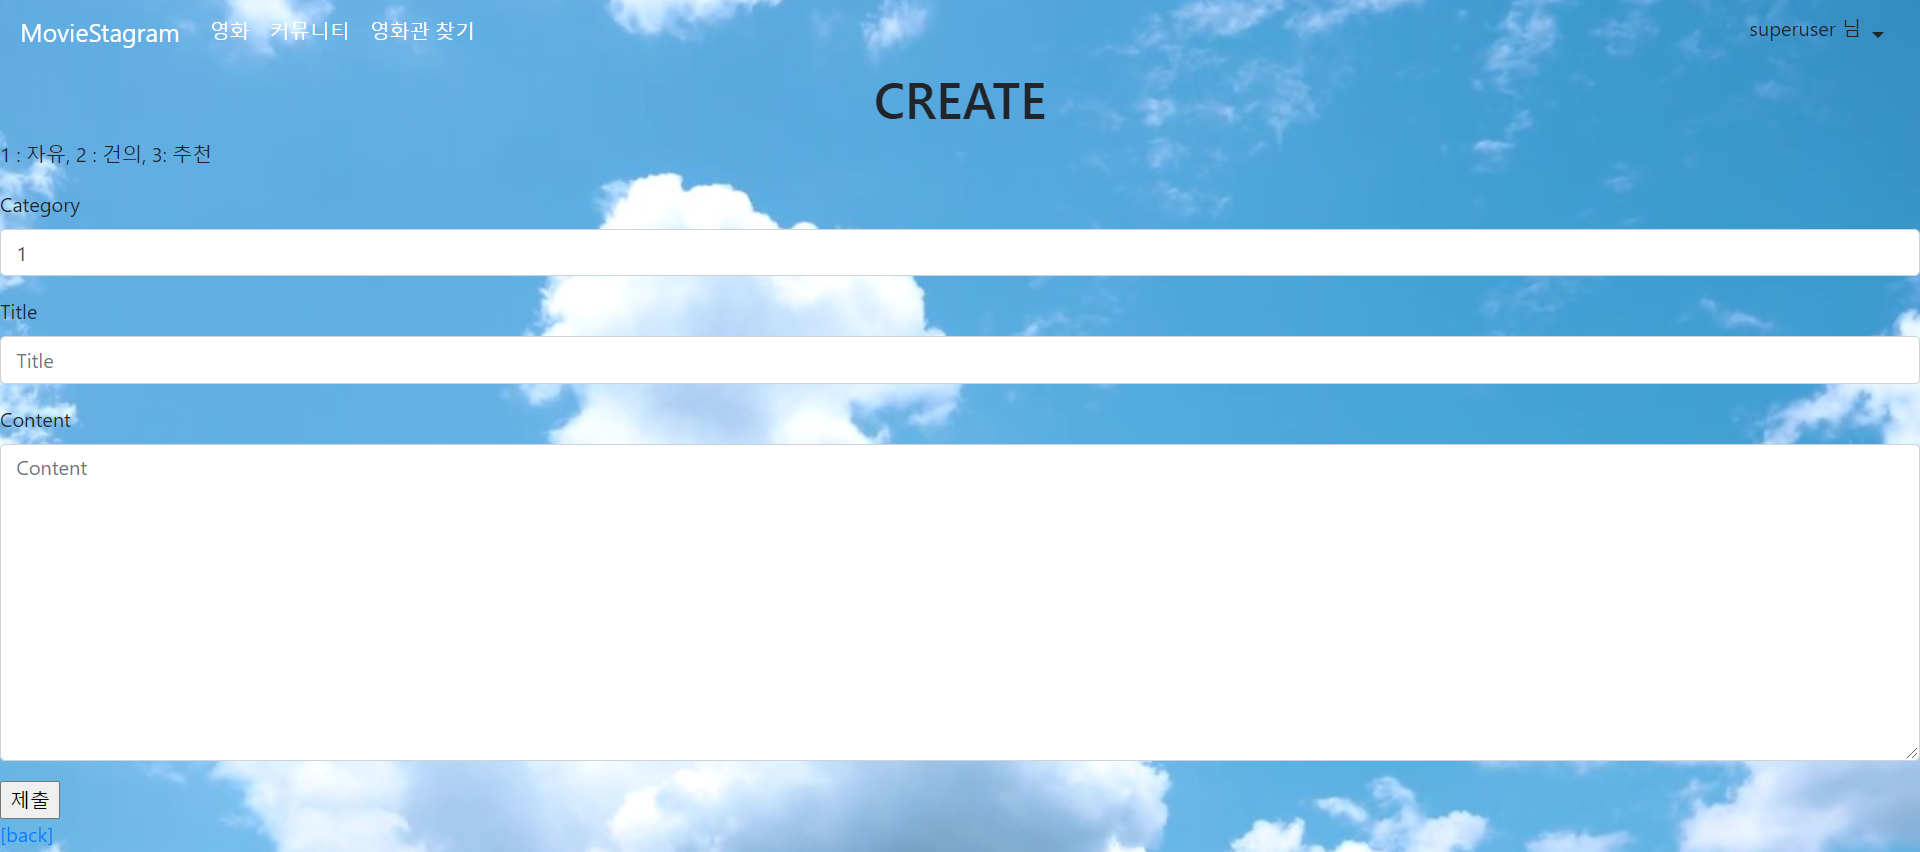 MovieStagram 영화 커뮤니티 영화관 찾기 superuser 님
CREATE
1 : 자유, 2 : 건의, 3: 추천
Category
1
Title
Title
Content
Content
제출
[back]